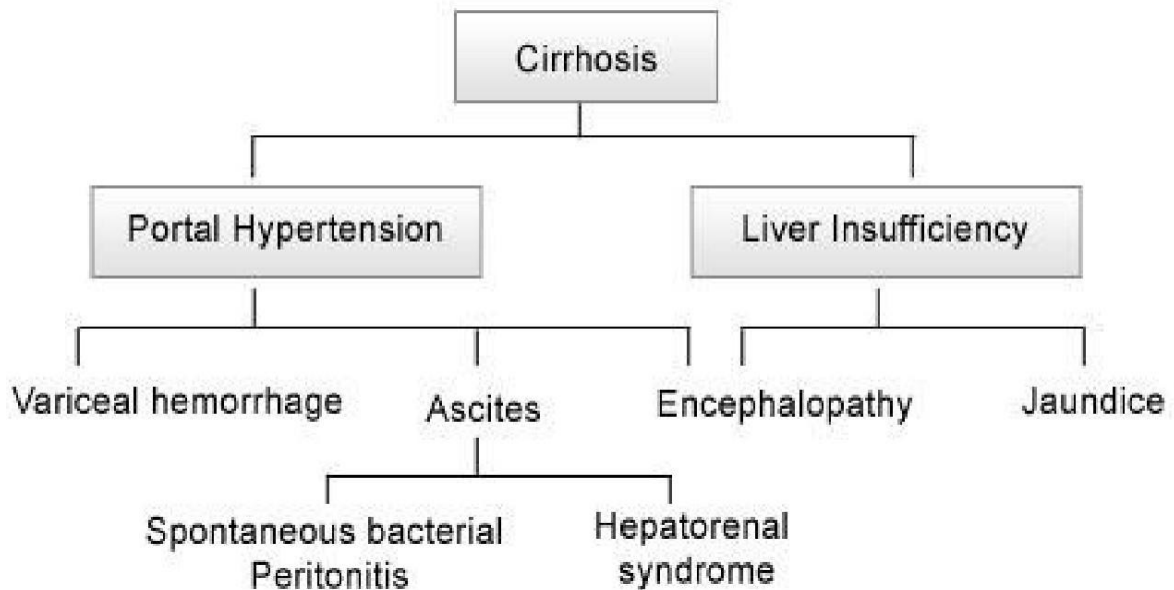 Cirrhosis
Portal Hypertension
Liver Insufficiency
Variceal hemorrhage
Ascites
Encephalopathy
Jaundice
Spontaneous bacterial
Peritonitis
Hepatorenal
syndrome